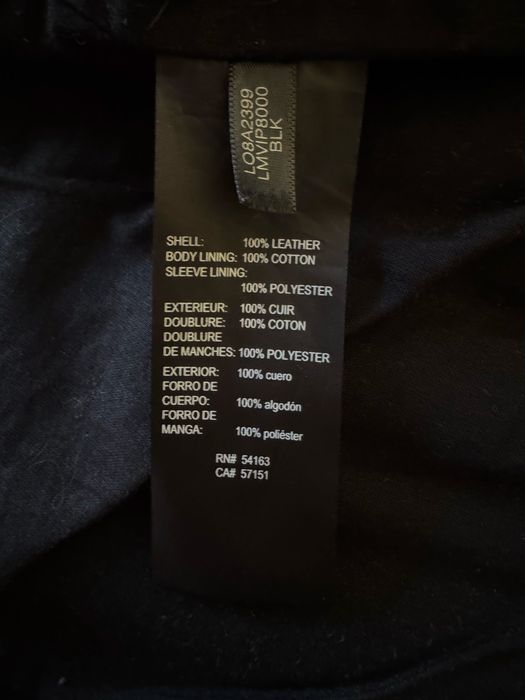 LO8A2399
LMVIP8000
BLK
SHELL: 100% LEATHER
BODY LINING: 100% COTTON
SLEEVE LINING:
100% POLYESTER
EXTERIEUR: 100% CUIR
DOUBLURE: 100% COTON
DOUBLURE
DE MANCHES: 100% POLYESTER
EXTERIOR: 100% cuero
FORRO DE
CUERPO: 100% algodón
FORRO DE
MANGA: 100% poliéster
RN# 54163
CA# 57151